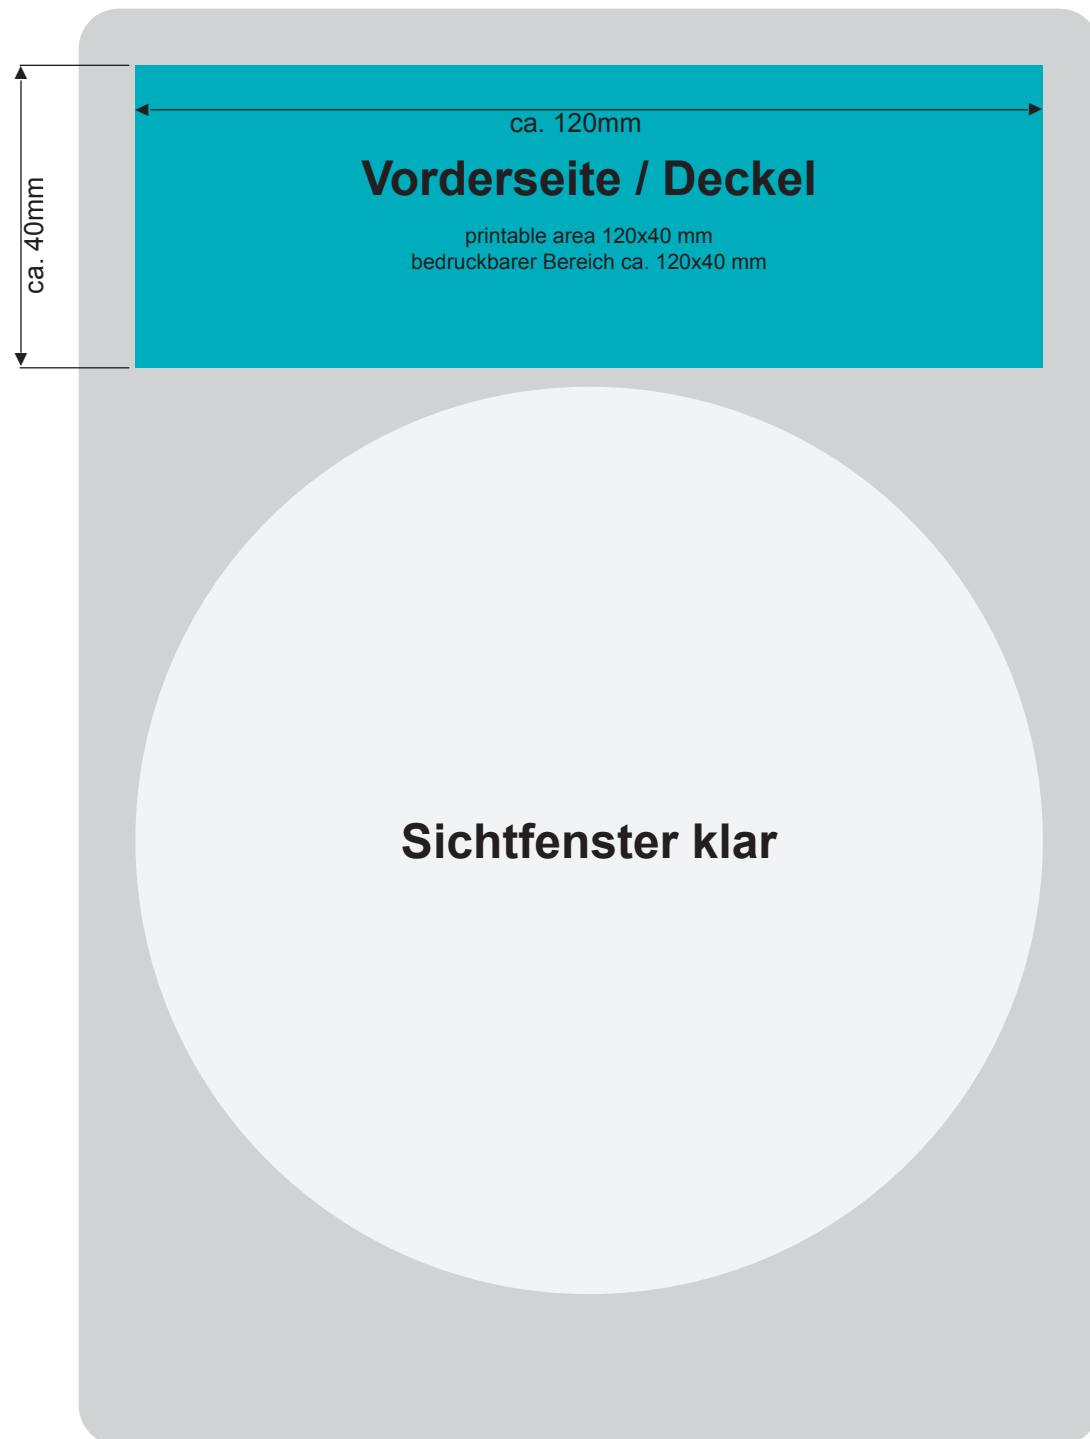 ca. 120mm
Vorderseite / Deckel
ca. 40mm
printable area 120x40 mm
bedruckbarer Bereich ca. 120x40 mm
Sichtfenster klar